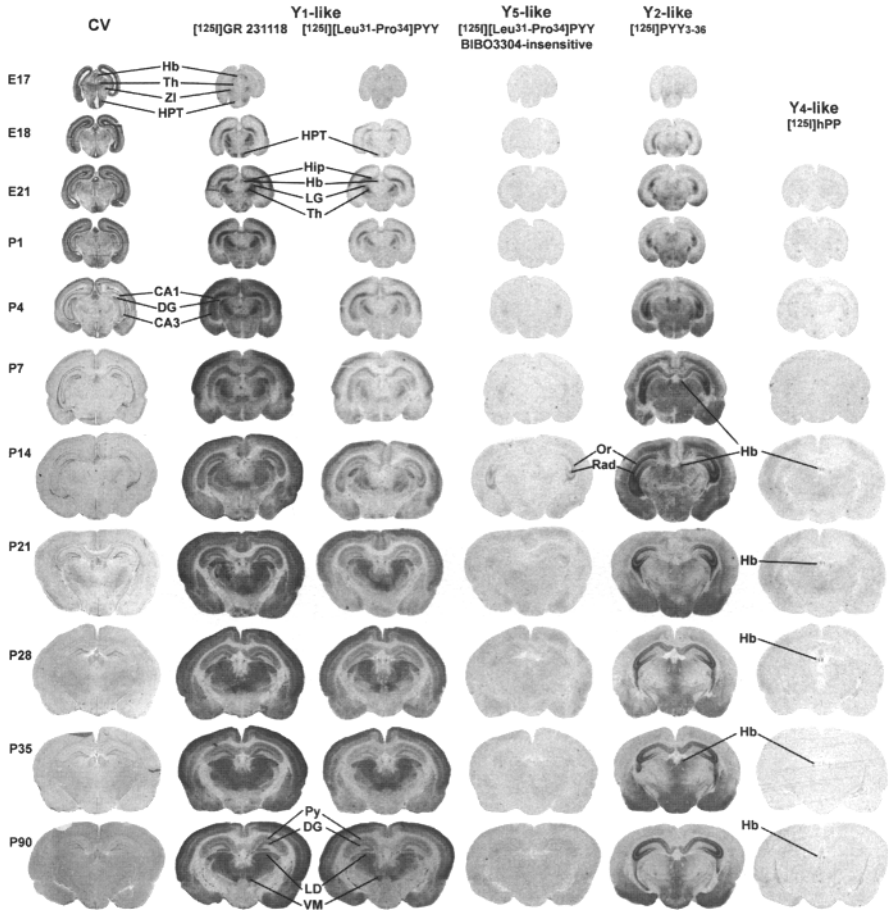 CV
Y1-like
[125I]GR 231118 [125I][Leu31-Pro34]PYY
Y5-like
[125I][Leu31-Pro34]PYY
BIBO3304-insensitive
Y2-like
[125I]PYY3-36
Y4-like
[125I]hPP
E17
Hb
Th
ZI
HPT
E18
HPT
E21
Hip
Hb
LG
Th
P1
P4
CA1
DG
CA3
P7
P14
Or
Rad
Hb
P21
Hb
P28
Hb
P35
Hb
P90
Py
DG
LD
VM
Hb